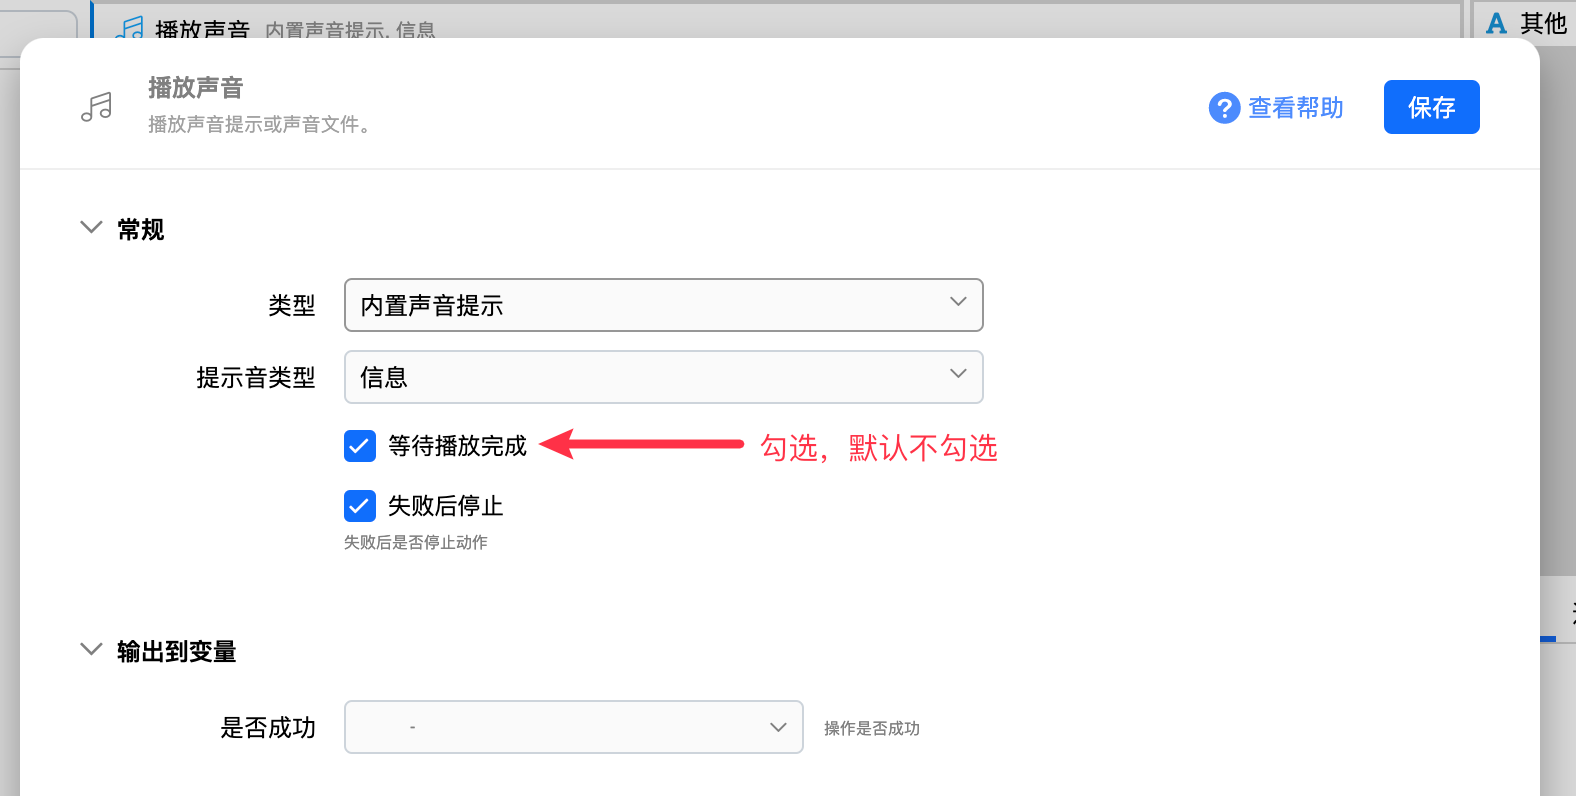 播放声音 内置声音提示, 信息
A 其他
播放声音
播放声音提示或声音文件。
? 查看帮助
保存
常规
类型
内置声音提示
提示音类型
信息
等待播放完成
勾选，默认不勾选
失败后停止
失败后是否停止动作
输出到变量
是否成功
-
操作是否成功